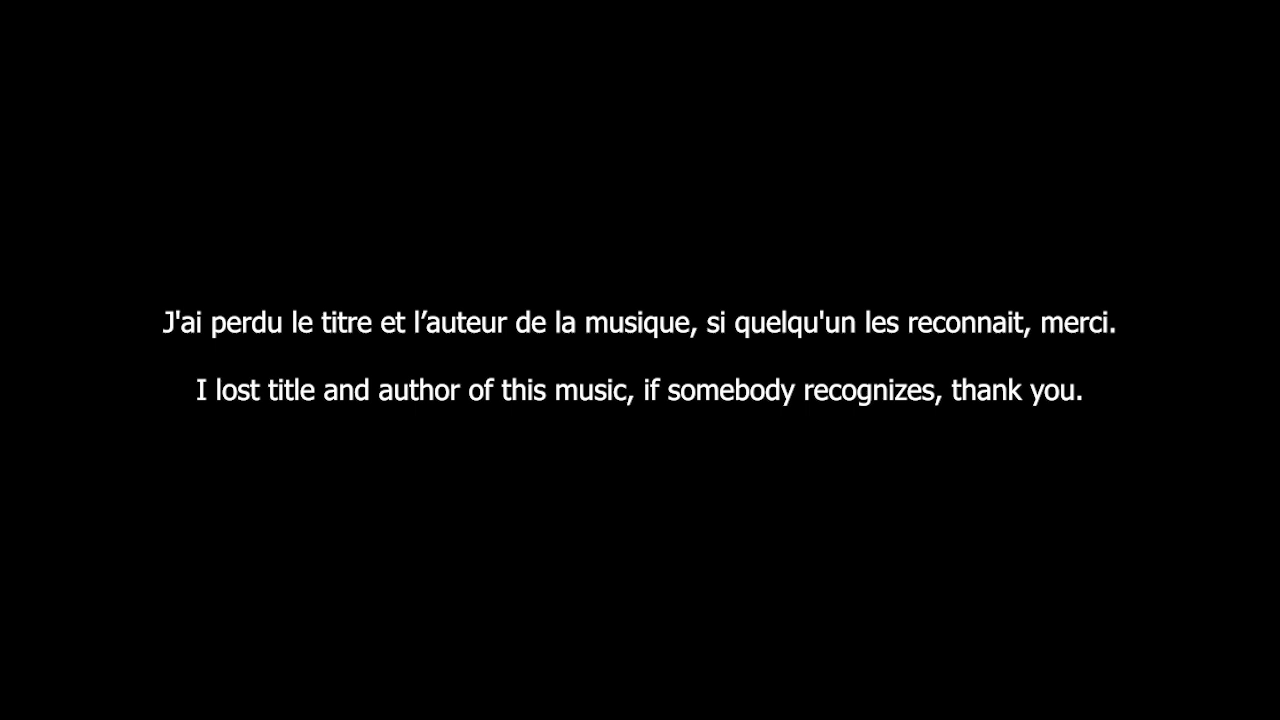 J'ai perdu le titre et l’auteur de la musique, si quelqu'un les reconnait, merci.
I lost title and author of this music, if somebody recognizes, thank you.